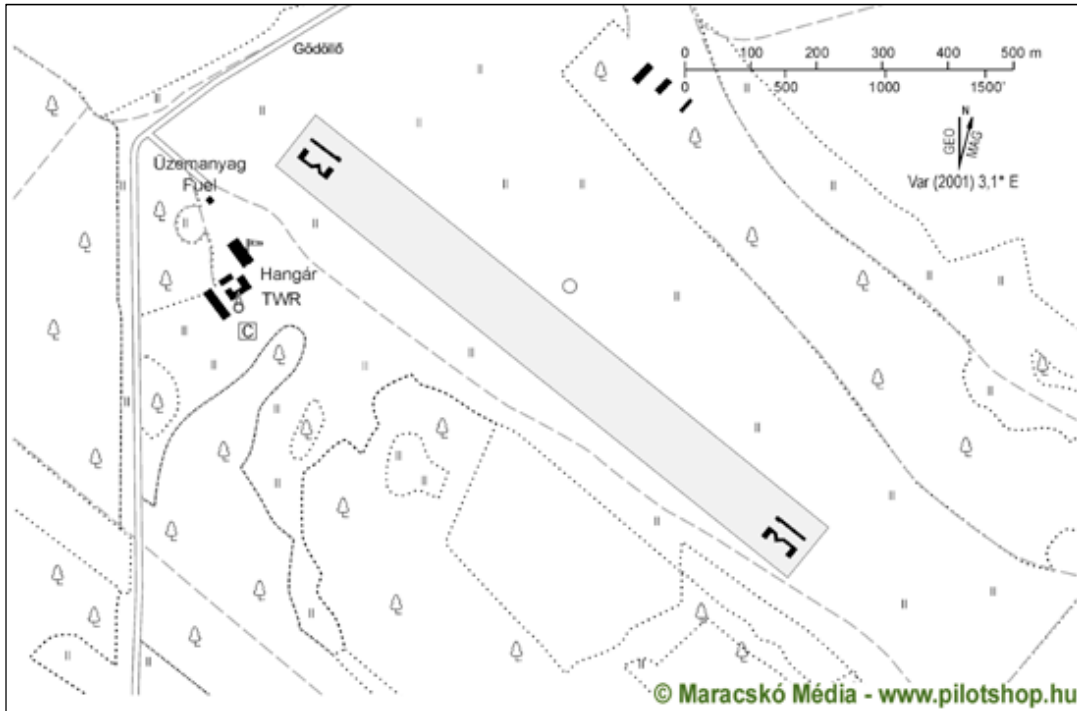 Gödöllő
0 100 200 300 400 500 m
0 500 1000 1500'
N
GEO
MAG
Var (2001) 3,1° E
13
Üzemanyag
Fuel
Hangár
TWR
C
31
© Maracskó Média - www.pilotshop.hu